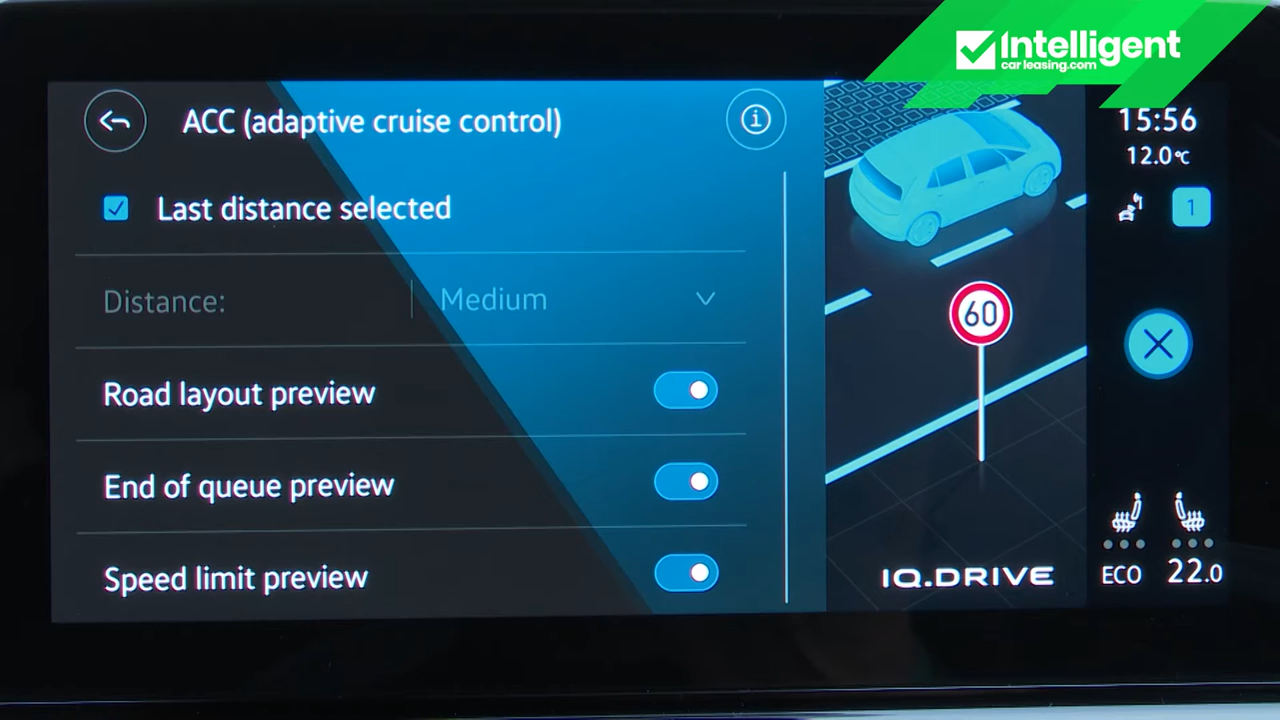 Intelligent
carleasing.com
ACC (adaptive cruise control)
i
15:56
12.0°C
Last distance selected
1
Distance:
Medium
60
Road layout preview
End of queue preview
Speed limit preview
IQ.DRIVE
ECO
22.0